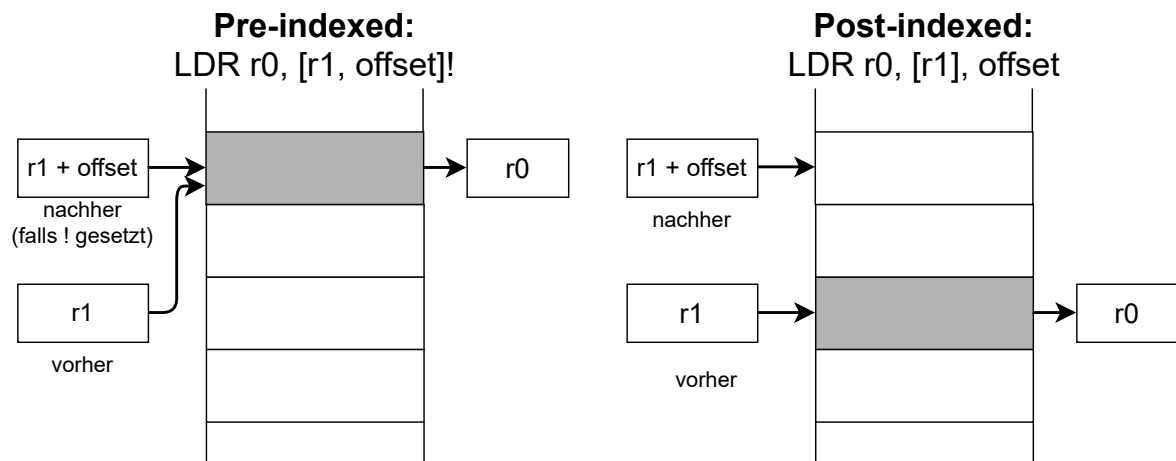 Pre-indexed:
LDR r0, [r1, offset]!
r1 + offset
r0
nachher
(falls ! gesetzt)
r1
vorher
Post-indexed:
LDR r0, [r1], offset
r1 + offset
nachher
r1
r0
vorher